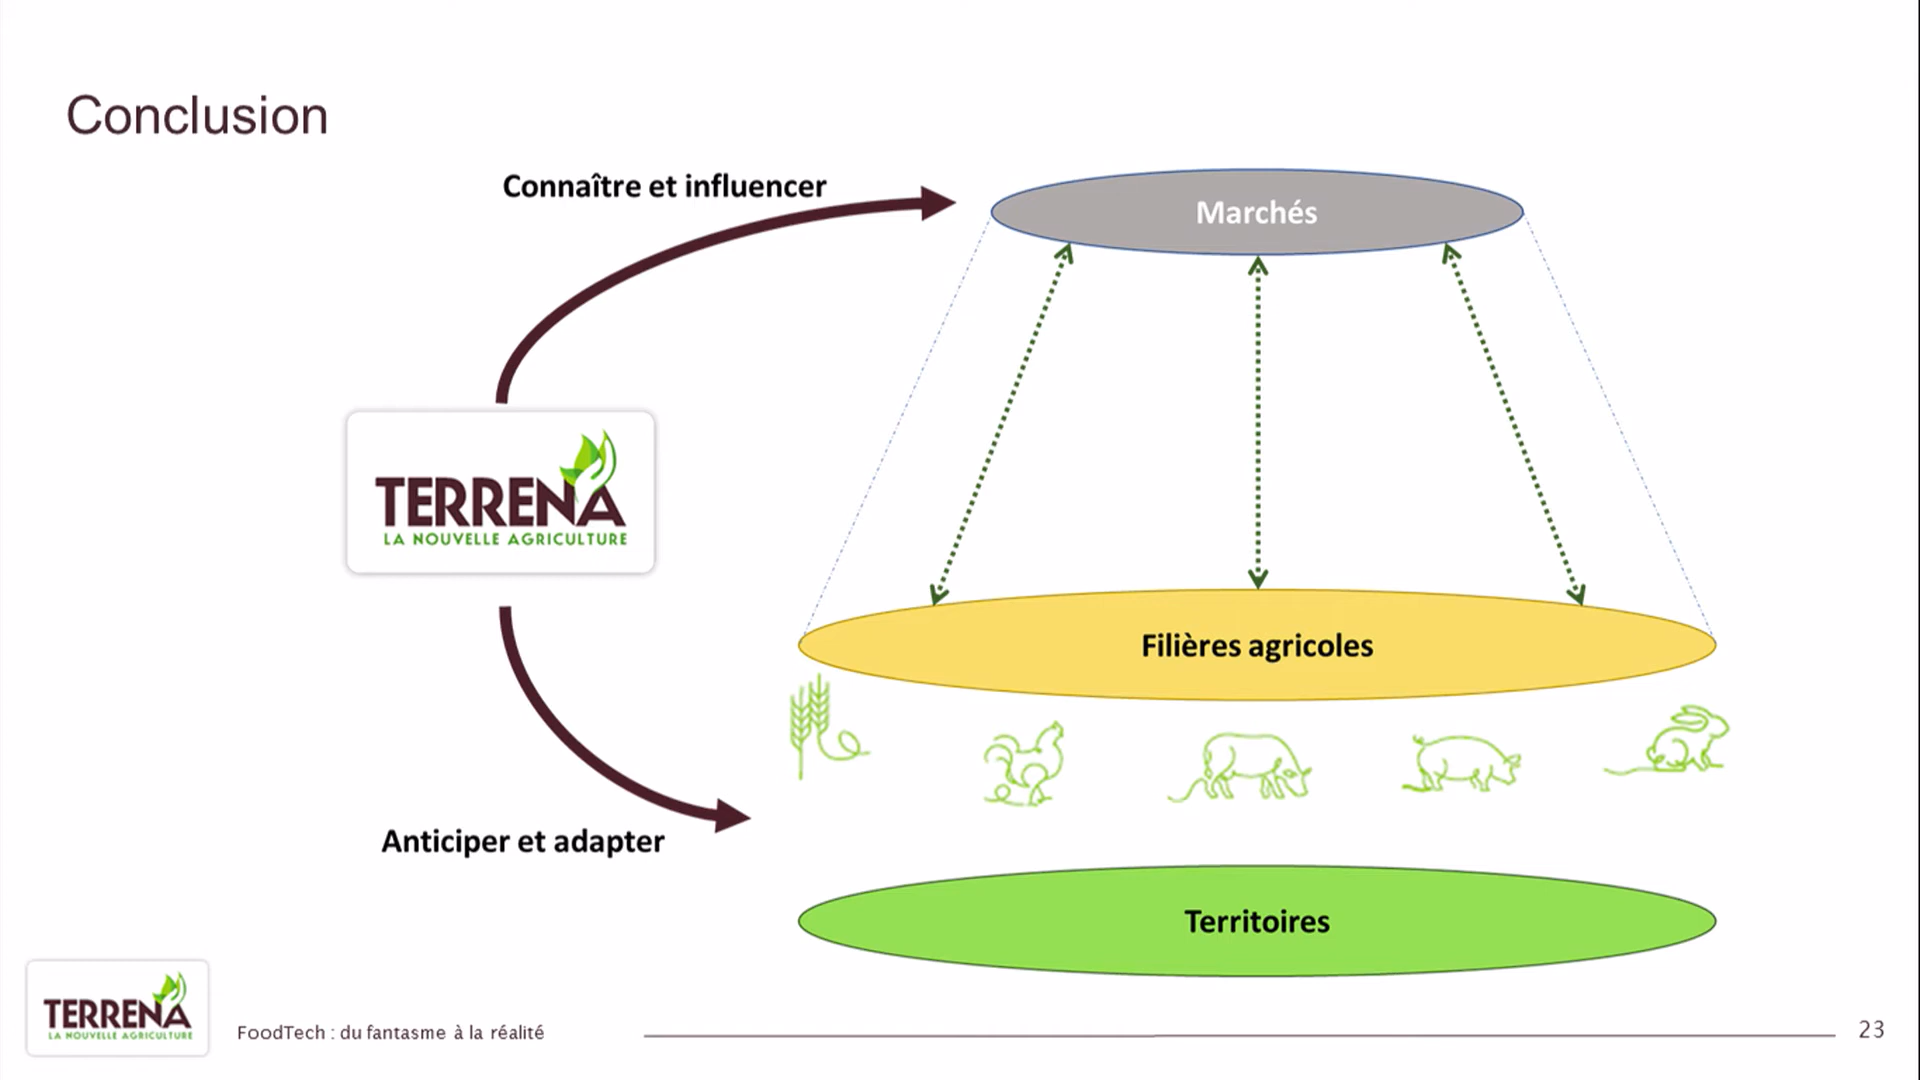 Conclusion
Connaître et influencer
Marchés
TERRENA
LA NOUVELLE AGRICULTURE
Filières agricoles
Anticiper et adapter
Territoires
TERRENA
LA NOUVELLE AGRICULTURE
FoodTech : du fantasme à la réalité
23